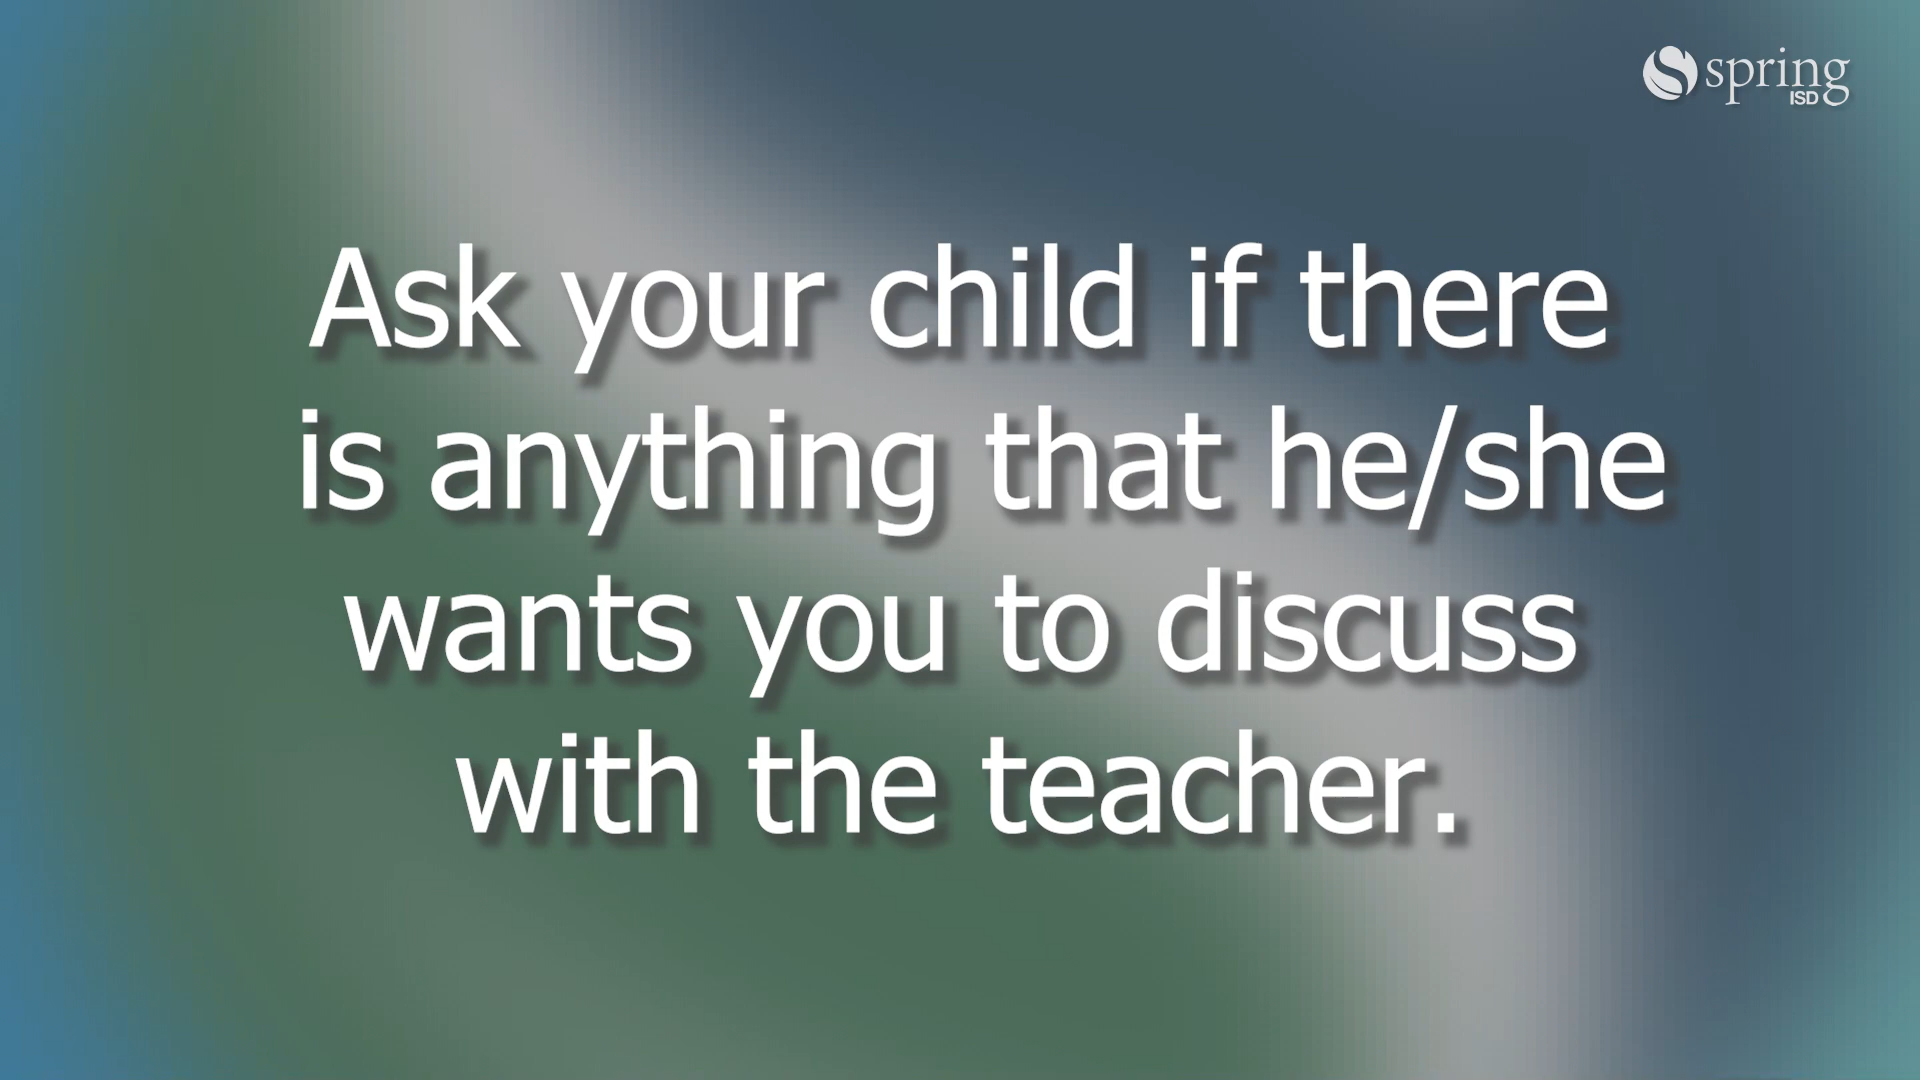 spring
ISD
Ask your child if there
is anything that he/she
wants you to discuss
with the teacher.